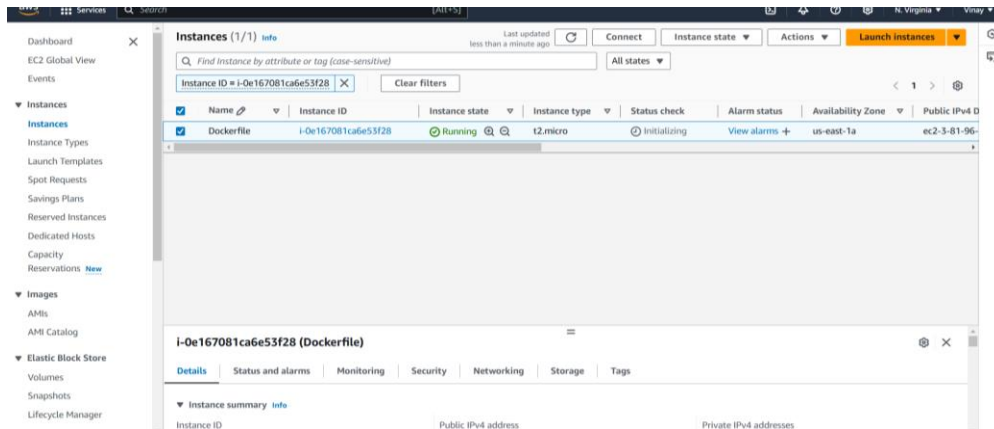 aws Services Search [Alt+S] N. Virginia Vinay
Dashboard
EC2 Global View
Events
Instances
Instances
Instance Types
Launch Templates
Spot Requests
Savings Plans
Reserved Instances
Dedicated Hosts
Capacity
Reservations New
Images
AMIs
AMI Catalog
Elastic Block Store
Volumes
Snapshots
Lifecycle Manager
Instances (1/1) Info
Last updated
less than a minute ago
Connect Instance state Actions Launch instances
Find Instance by attribute or tag (case-sensitive) All states
Instance ID = i-0e167081ca6e53f28 Clear filters
1
Name Instance ID Instance state Instance type Status check Alarm status Availability Zone Public IPv4 D
Dockerfile i-0e167081ca6e53f28 Running t2.micro Initializing View alarms + us-east-1a ec2-3-81-96-
i-0e167081ca6e53f28 (Dockerfile)
Details Status and alarms Monitoring Security Networking Storage Tags
Instance summary Info
Instance ID Public IPv4 address Private IPv4 addresses